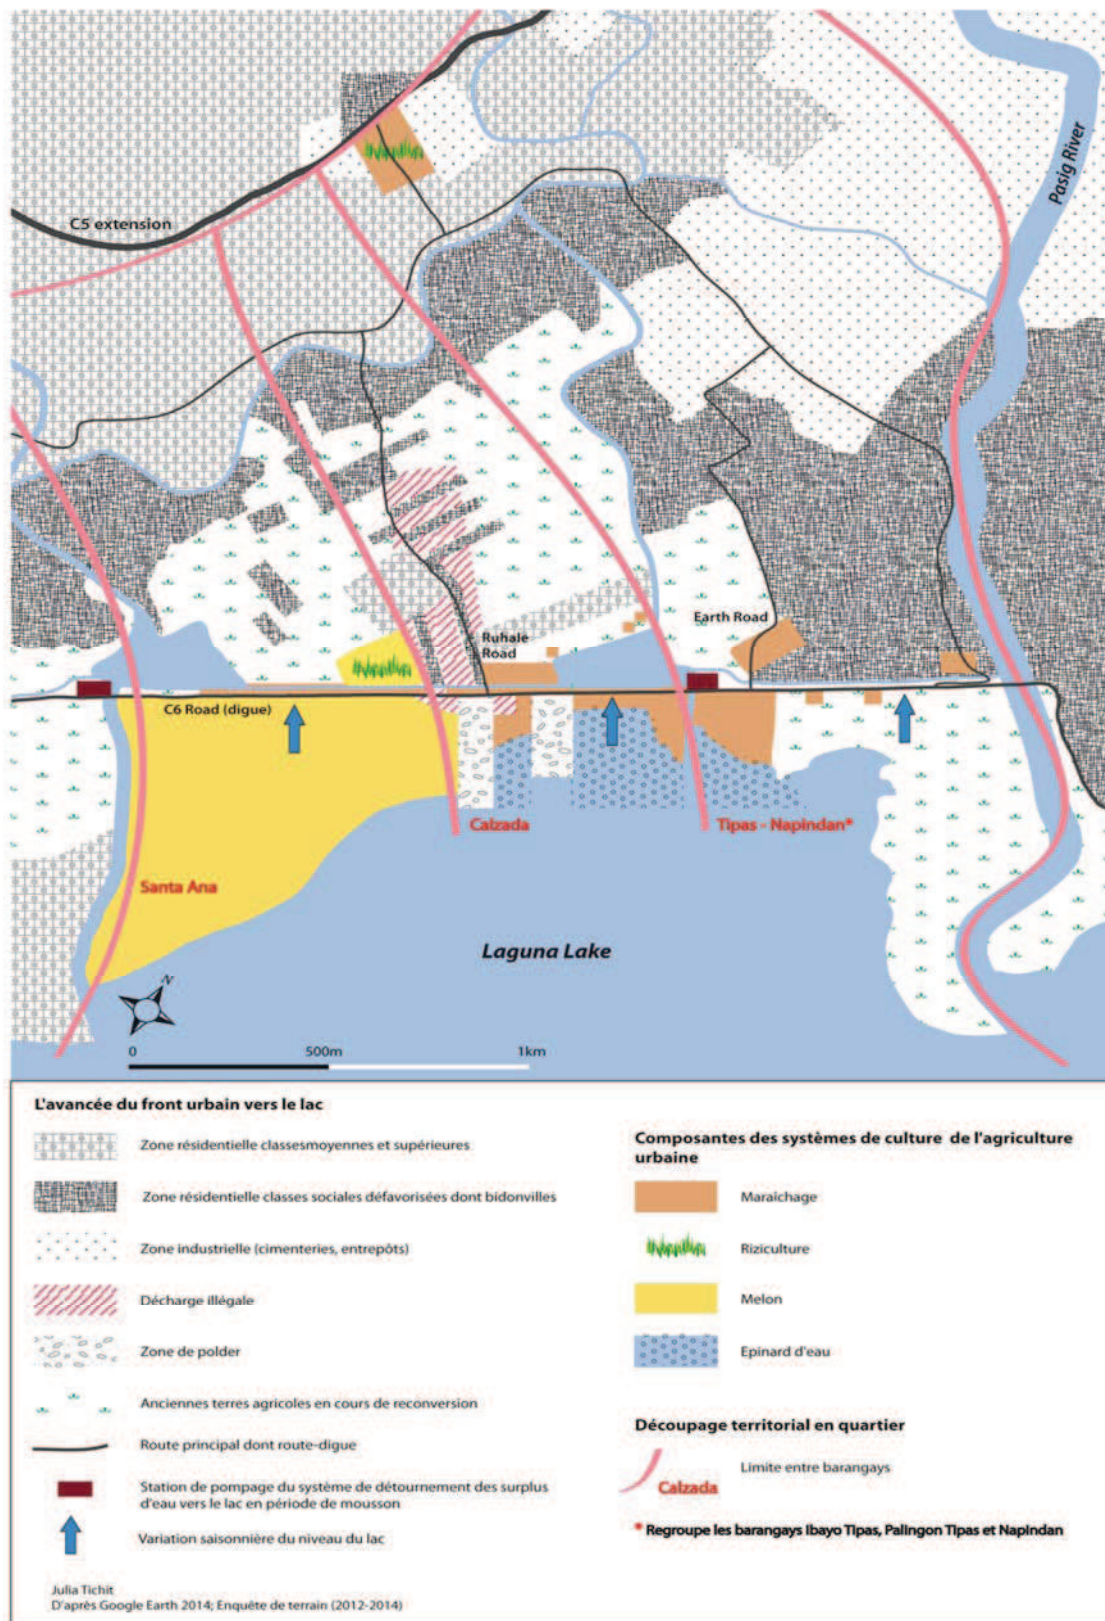 Pasig River
C5 extension
Earth Road
Ruhale
Road
C6 Road (digue)
Calzada
Tipas - Napindan*
Santa Ana
Laguna Lake
N
0 500m 1km
L'avancée du front urbain vers le lac
Zone résidentielle classesmoyennes et supérieures
Zone résidentielle classes sociales défavorisées dont bidonvilles
Zone industrielle (cimenteries, entrepôts)
Décharge illégale
Zone de polder
Anciennes terres agricoles en cours de reconversion
Route principal dont route-digue
Station de pompage du système de détournement des surplus
d'eau vers le lac en période de mousson
Variation saisonnière du niveau du lac
Julia Tichit
D'après Google Earth 2014; Enquête de terrain (2012-2014)
Composantes des systèmes de culture de l'agriculture
urbaine
Maraîchage
Riziculture
Melon
Epinard d'eau
Découpage territorial en quartier
Limite entre barangays
Calzada
* Regroupe les barangays Ibayo Tipas, Palingon Tipas et Napindan